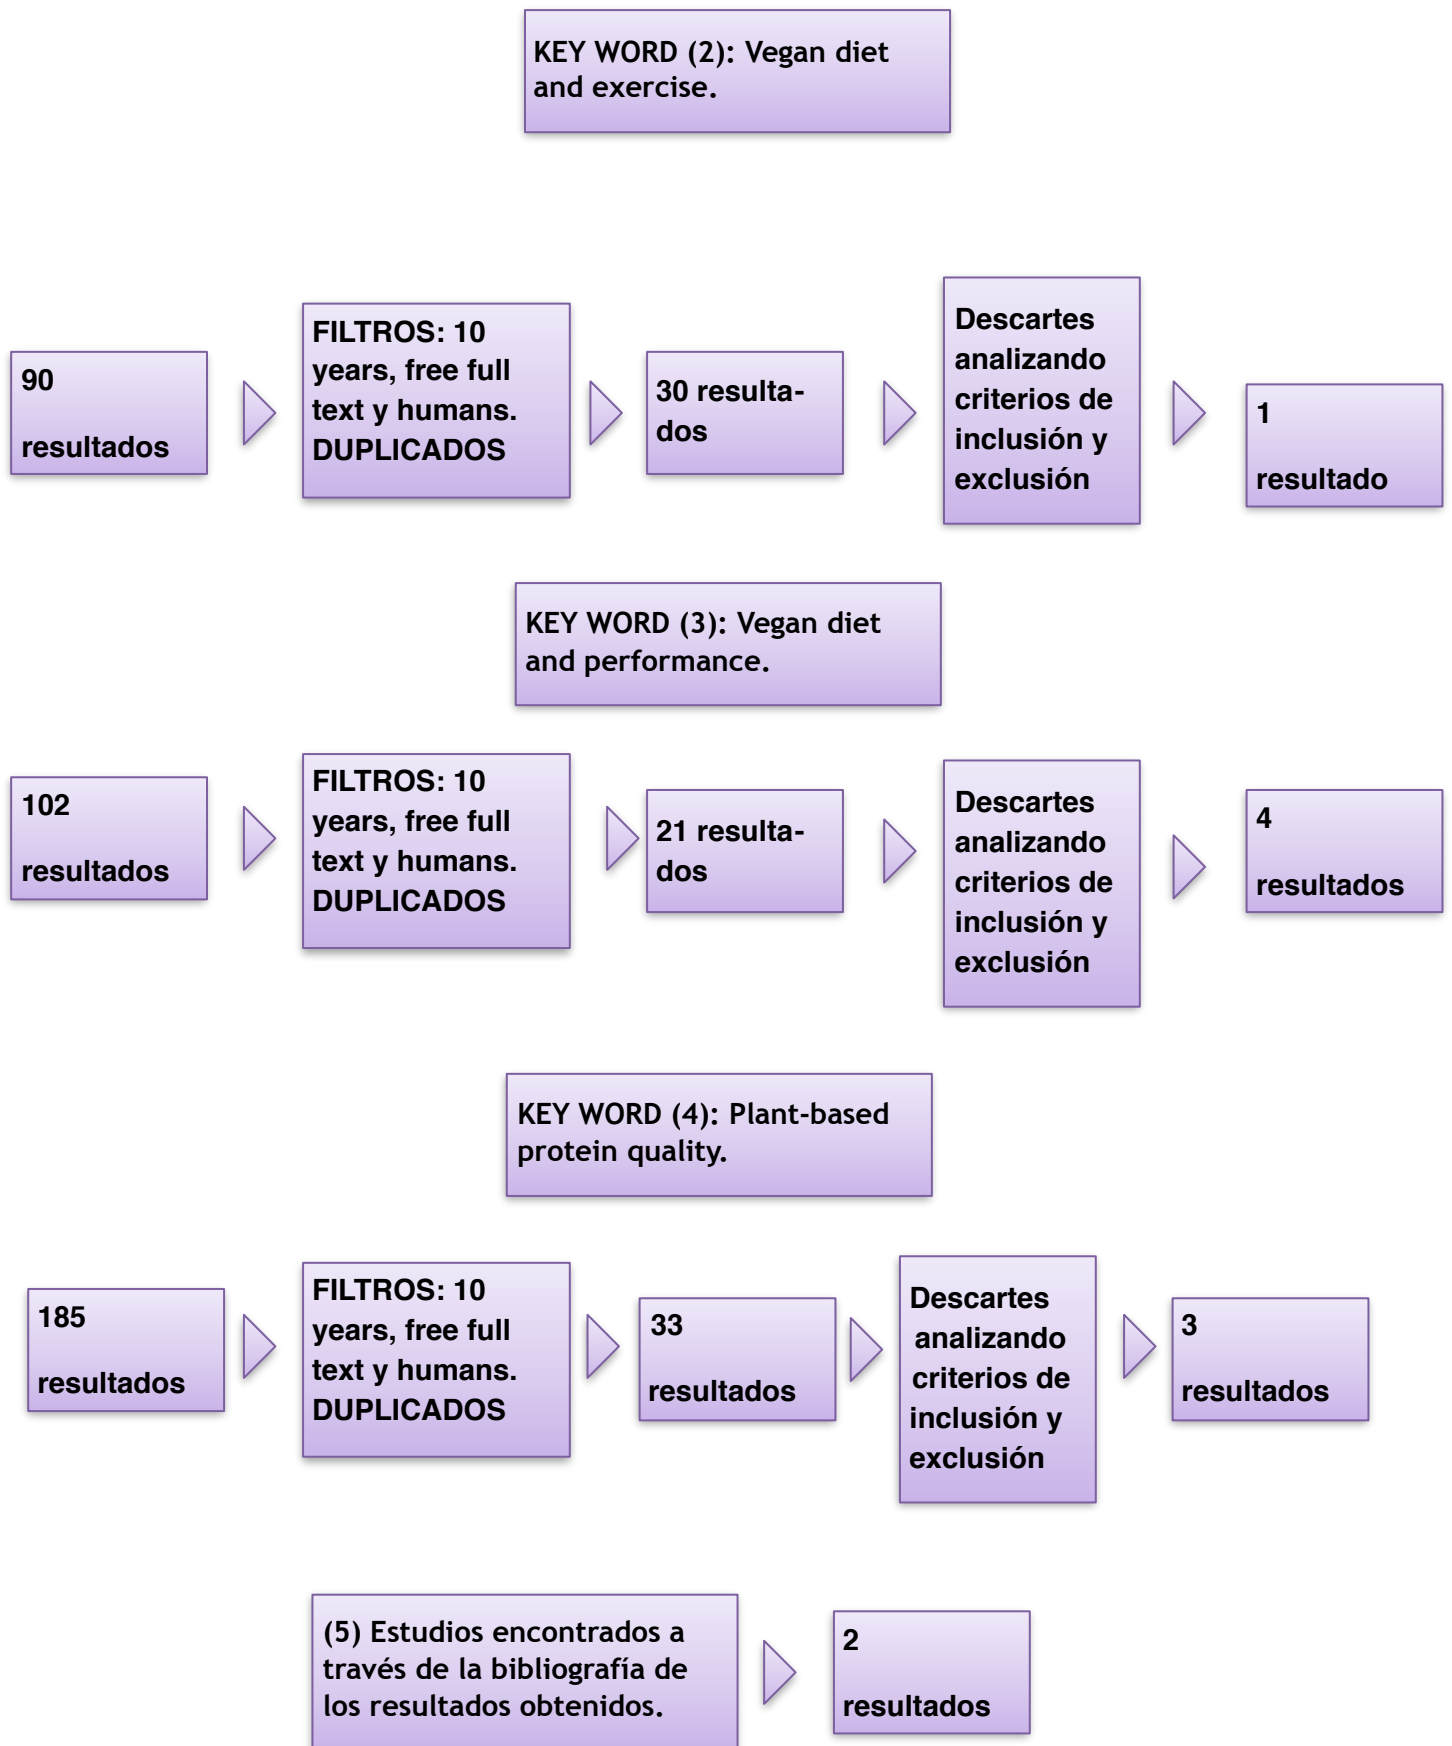 KEY WORD (2): Vegan diet
and exercise.
90
resultados
FILTROS: 10
years, free full
text y humans.
DUPLICADOS
30 resulta-
dos
Descartes
analizando
criterios de
inclusión y
exclusión
1
resultado
KEY WORD (3): Vegan diet
and performance.
102
resultados
FILTROS: 10
years, free full
text y humans.
DUPLICADOS
21 resulta-
dos
Descartes
analizando
criterios de
inclusión y
exclusión
4
resultados
KEY WORD (4): Plant-based
protein quality.
185
resultados
FILTROS: 10
years, free full
text y humans.
DUPLICADOS
33
resultados
Descartes
analizando
criterios de
inclusión y
exclusión
3
resultados
(5) Estudios encontrados a
través de la bibliografía de
los resultados obtenidos.
2
resultados